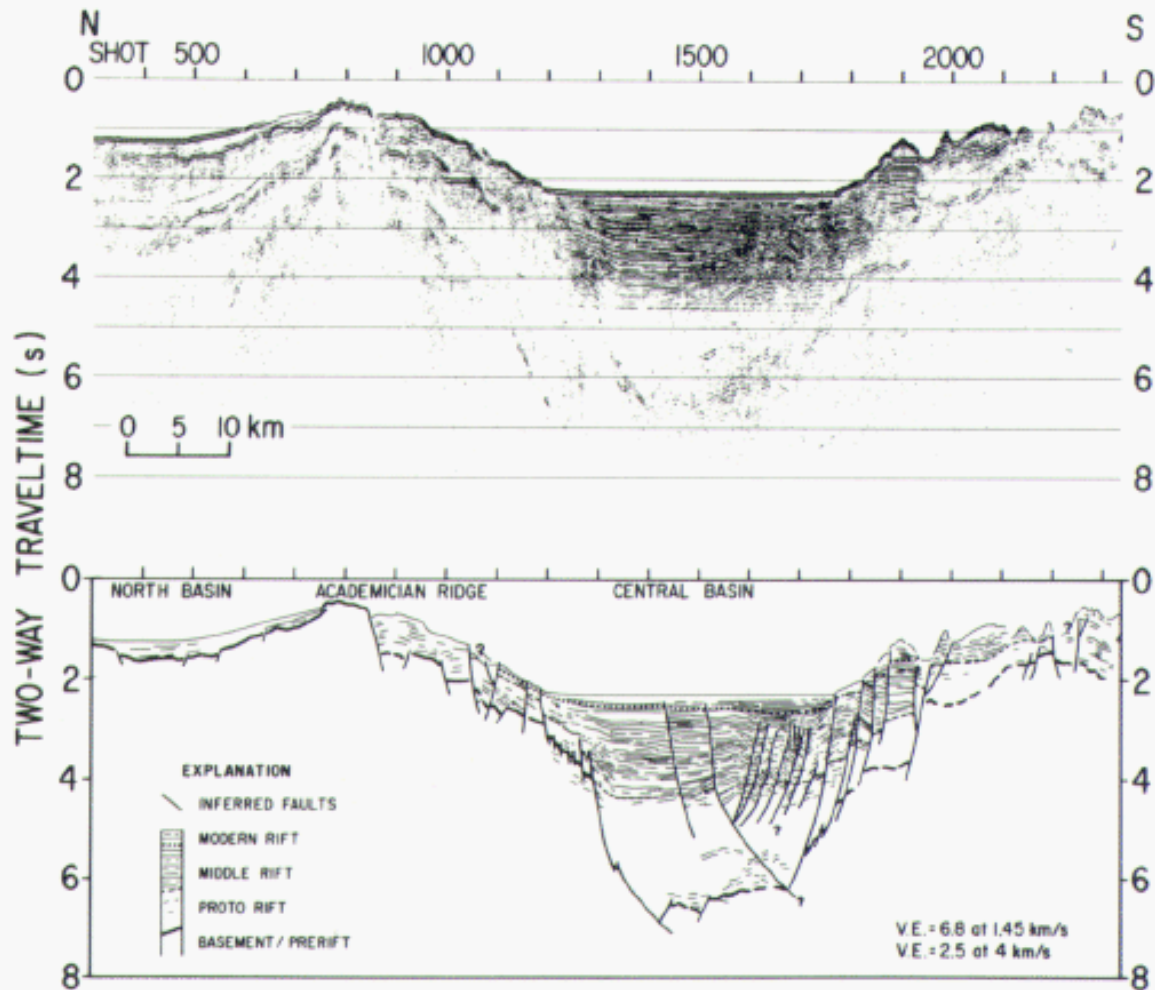 N S
SHOT 500 1000 1500 2000
0 0
2 2
4 4
6 6
0 5 10 km
8 8
TWO-WAY TRAVELTIME (s)
0 0
NORTH BASIN ACADEMICIAN RIDGE CENTRAL BASIN
? ?
2 2
EXPLANATION
4 4
INFERRED FAULTS
MODERN RIFT
?
MIDDLE RIFT
6 6
PROTO RIFT
?
V.E. = 6.8 at 1.45 km/s
BASEMENT / PRERIFT
V.E. = 2.5 at 4 km/s
8 8